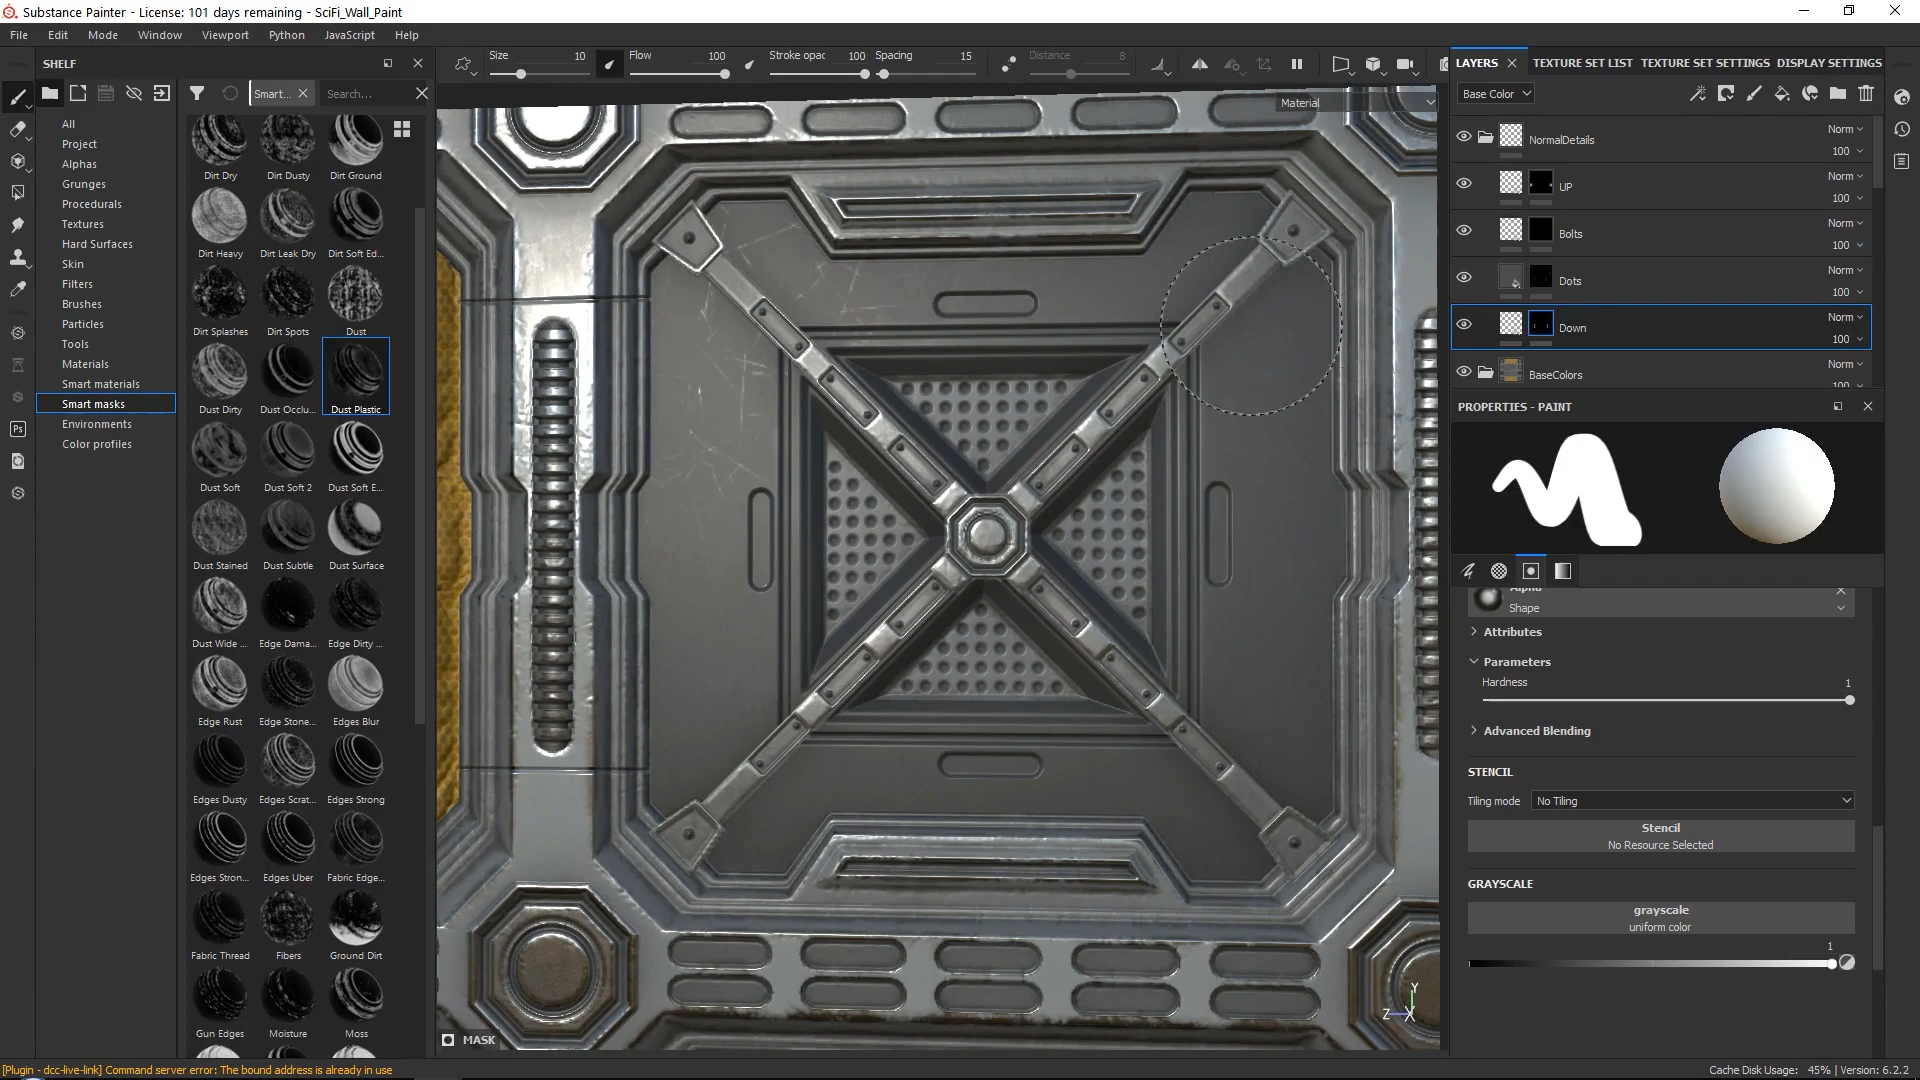 Substance Painter - License: 101 days remaining - SciFi_Wall_Paint
File Edit Mode Window Viewport Python JavaScript Help
SHELF
Size 10 Flow 100 Stroke opac 100 Spacing 15 Distance 8
LAYERS TEXTURE SET LIST TEXTURE SET SETTINGS DISPLAY SETTINGS
Smart... Search...
Base Color
Material
All
Project
Alphas
Grunges
Procedurals
Textures
Hard Surfaces
Skin
Filters
Brushes
Particles
Tools
Materials
Smart materials
Smart masks
Environments
Color profiles
Dirt Dry Dirt Dusty Dirt Ground
Dirt Heavy Dirt Leak Dry Dirt Soft Ed...
Dirt Splashes Dirt Spots Dust
Dust Dirty Dust Occlu... Dust Plastic
Dust Soft Dust Soft 2 Dust Soft E...
Dust Stained Dust Subtle Dust Surface
Dust Wide ... Edge Dama... Edge Dirty ...
Edge Rust Edge Stone... Edges Blur
Edges Dusty Edges Scrat... Edges Strong
Edges Stron... Edges Uber Fabric Edge...
Fabric Thread Fibers Ground Dirt
Gun Edges Moisture Moss
Ps
NormalDetails Norm
100
UP Norm
100
Bolts Norm
100
Dots Norm
100
Down Norm
100
BaseColors Norm
100
PROPERTIES - PAINT
Alpha
Shape
Attributes
Parameters
Hardness 1
Advanced Blending
STENCIL
Tiling mode No Tiling
Stencil
No Resource Selected
GRAYSCALE
grayscale
uniform color
1
Y
Z X
MASK
[Plugin - dcc-live-link] Command server error: The bound address is already in use
Cache Disk Usage: 45% | Version: 6.2.2